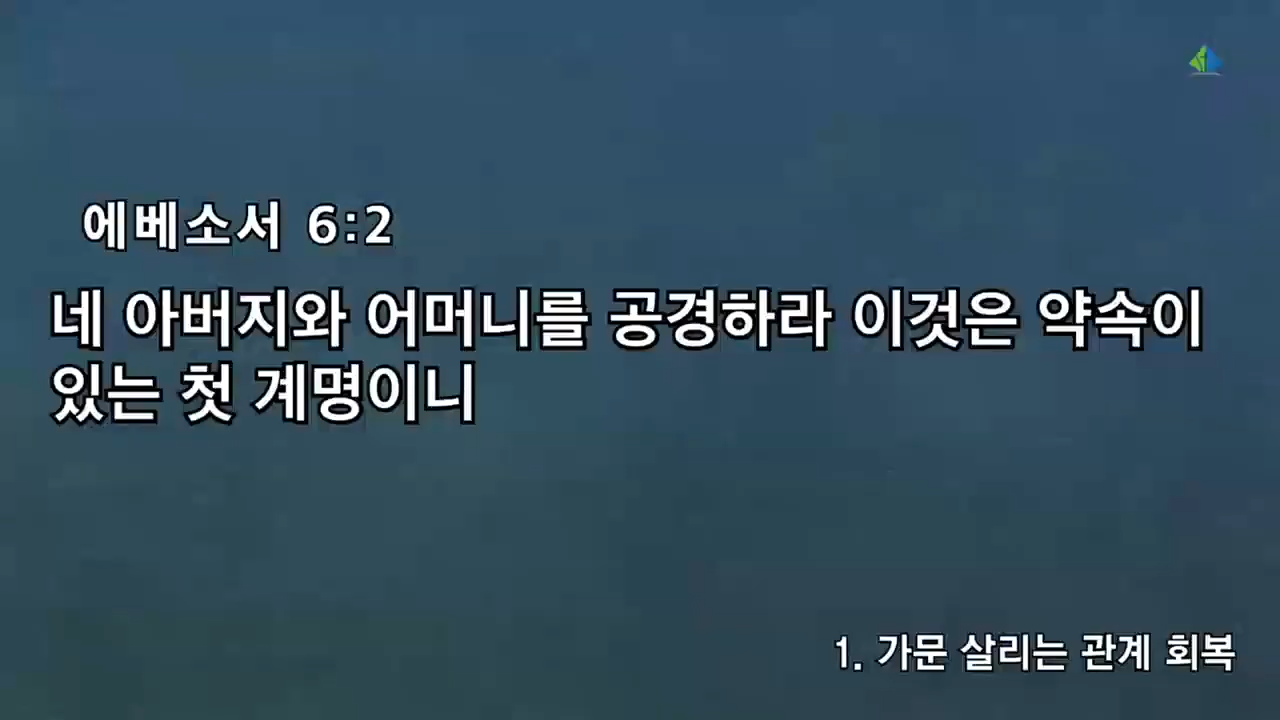 에베소서 6:2
네 아버지와 어머니를 공경하라 이것은 약속이
있는 첫 계명이니
1. 가문 살리는 관계 회복